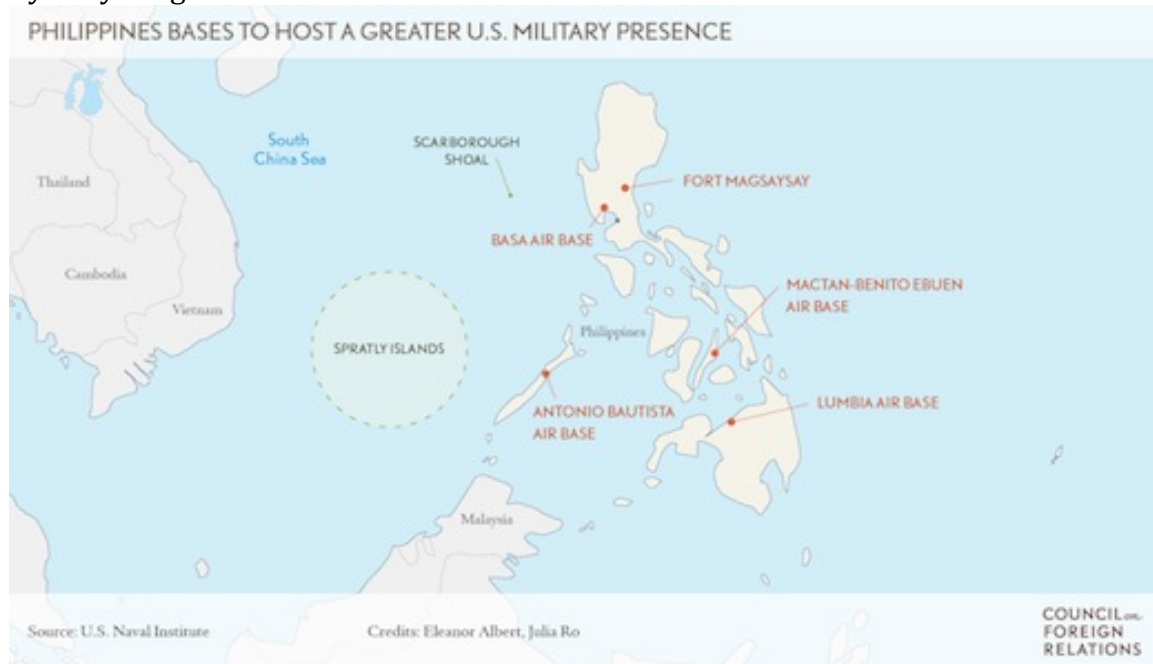 PHILIPPINES BASES TO HOST A GREATER U.S. MILITARY PRESENCE
South
China Sea
SCARBOROUGH
SHOAL
Thailand
FORT MAGSAYSAY
BASA AIR BASE
Cambodia
MACTAN-BENITO EBUEN
AIR BASE
Vietnam
Philippines
SPRATLY ISLANDS
ANTONIO BAUTISTA
AIR BASE
LUMBIA AIR BASE
Malaysia
Source: U.S. Naval Institute
Credits: Eleanor Albert, Julia Ro
COUNCIL on
FOREIGN
RELATIONS